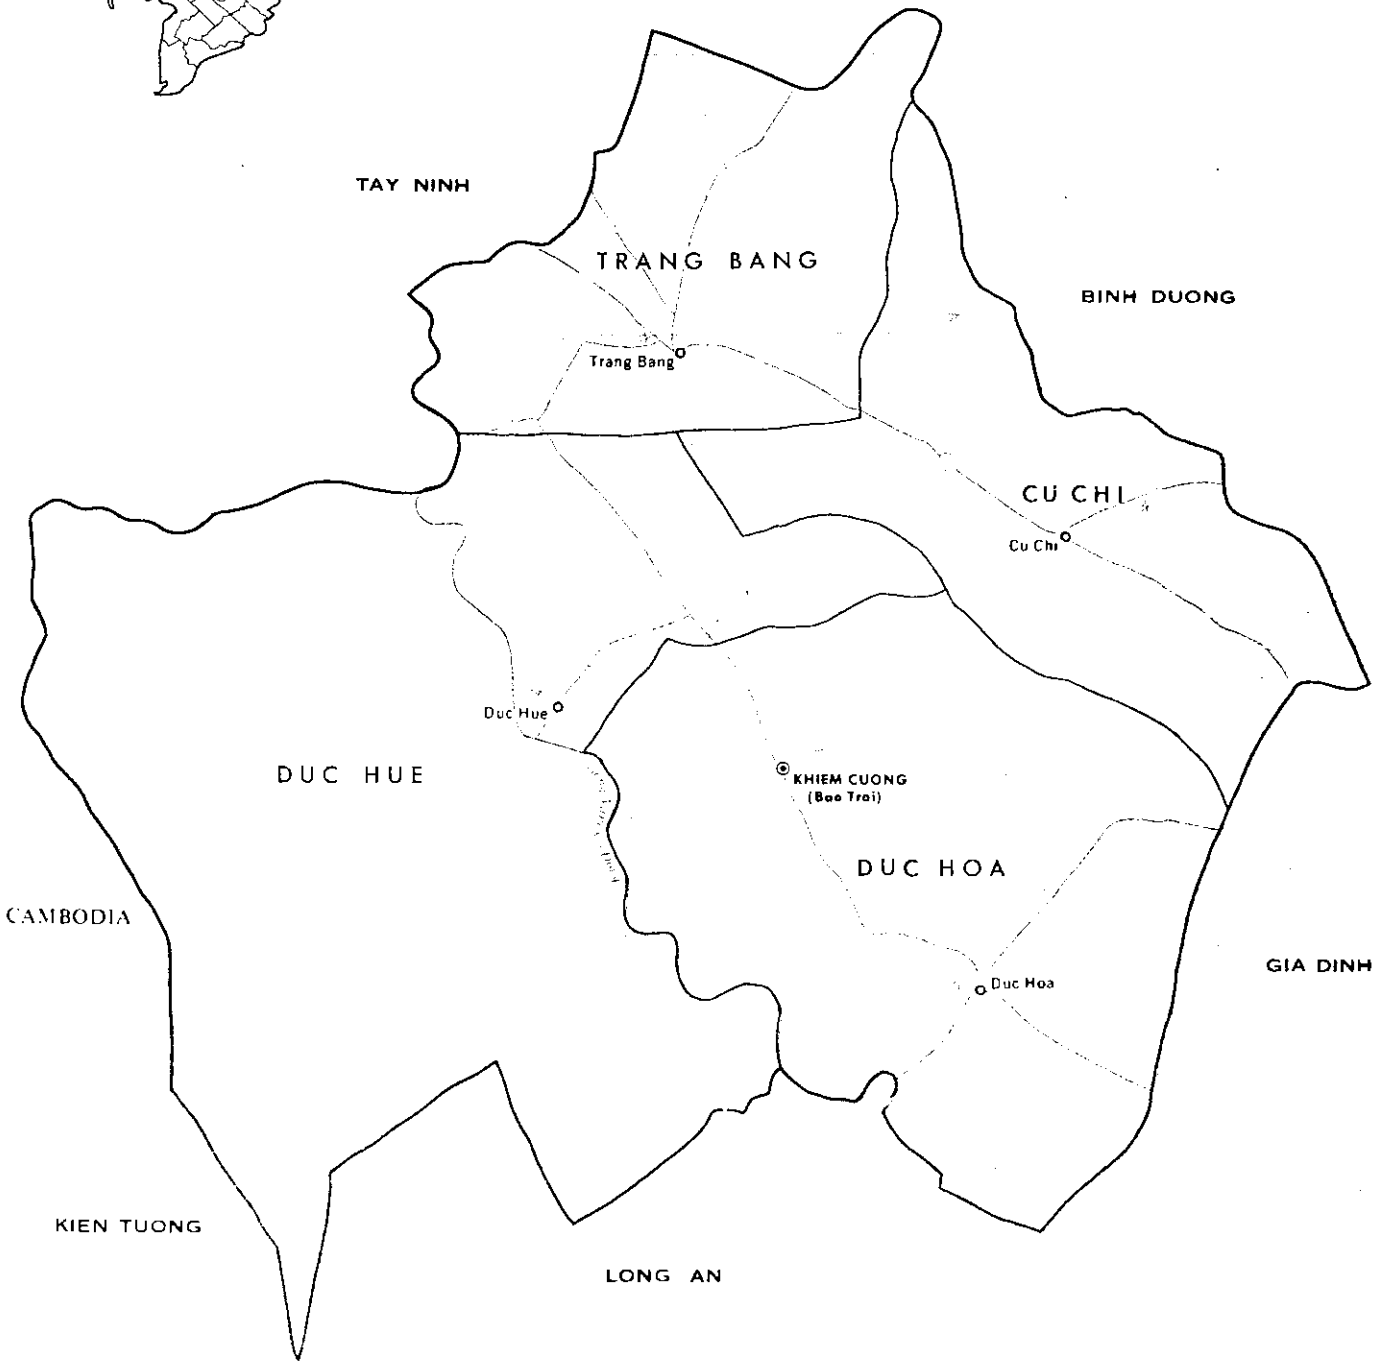 TAY NINH
TRANG BANG
BINH DUONG
Trang Bang
CU CHI
Cu Chi
Duc Hue
DUC HUE
KHIEM CUONG
(Bao Trai)
DUC HOA
CAMBODIA
GIA DINH
Duc Hoa
KIEN TUONG
LONG AN